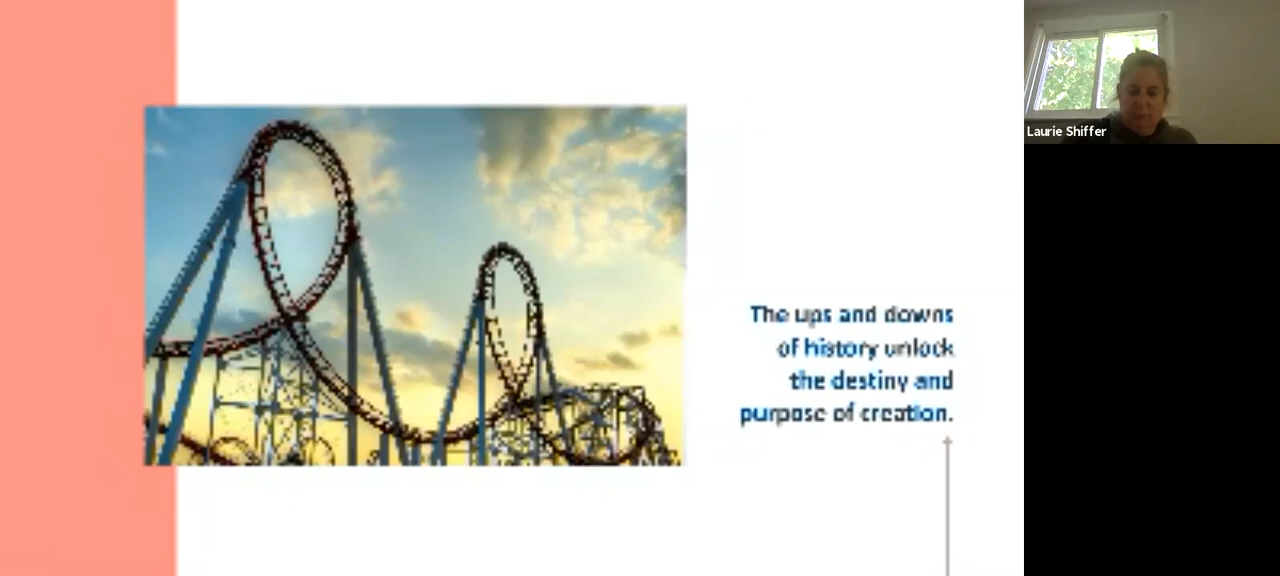 The ups and downs
of history unlock
the destiny and
purpose of creation.
Laurie Shiffer